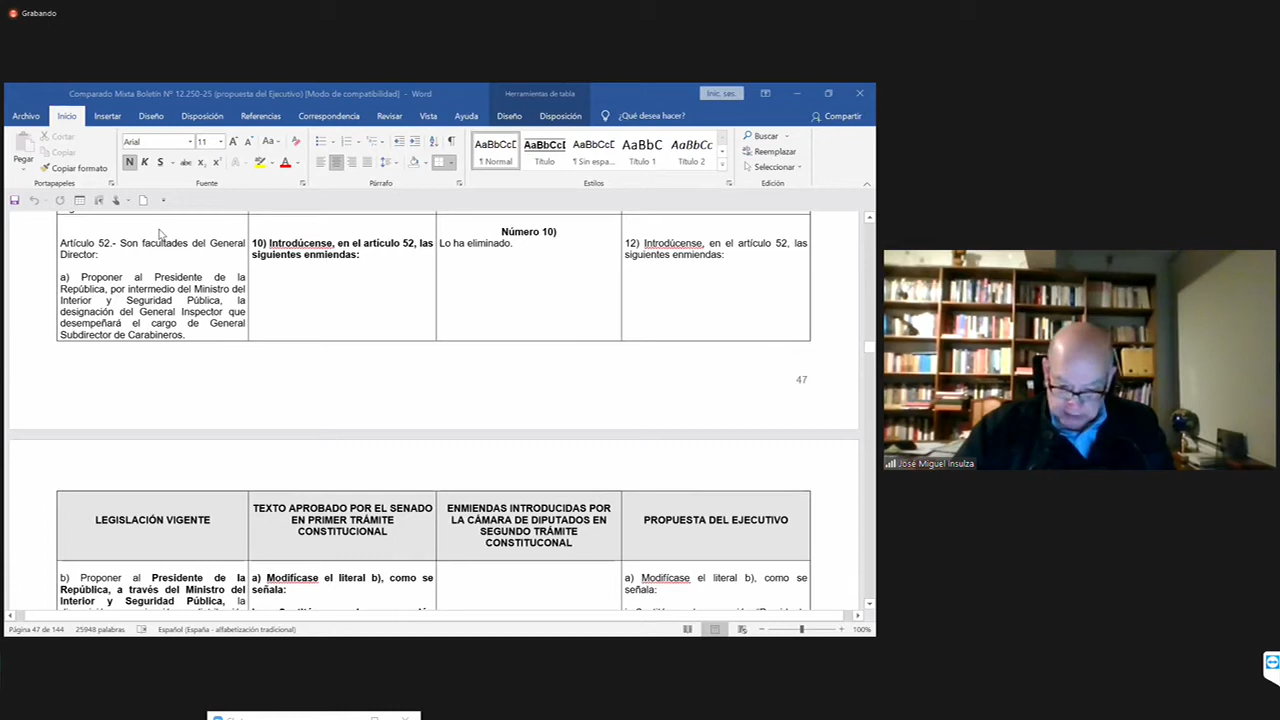 Grabando
Comparado Mixta Boletín Nº 12.250-25 (propuesta del Ejecutivo) [Modo de compatibilidad] - Word
Herramientas de tabla
Inic. ses.
Archivo Inicio Insertar Diseño Disposición Referencias Correspondencia Revisar Vista Ayuda Diseño Disposición ¿Qué desea hacer? Compartir
Pegar
Cortar
Copiar
Copiar formato
Portapapeles
Arial 11
Fuente
Párrafo
AaBbCcD AaBbCcD AaBbCcD AaBbC AaBbCc
1 Normal Título ¶ Sin espa... Título 1 Título 2
Estilos
Buscar
Reemplazar
Seleccionar
Edición
Artículo 52.- Son facultades del General
Director:
a) Proponer al Presidente de la
República, por intermedio del Ministro del
Interior y Seguridad Pública, la
designación del General Inspector que
desempeñará el cargo de General
Subdirector de Carabineros.
10) Introdúcense, en el artículo 52, las
siguientes enmiendas:
Número 10)
Lo ha eliminado.
12) Introdúcense, en el artículo 52, las
siguientes enmiendas:
47
LEGISLACIÓN VIGENTE
TEXTO APROBADO POR EL SENADO
EN PRIMER TRÁMITE
CONSTITUCIONAL
ENMIENDAS INTRODUCIDAS POR
LA CÁMARA DE DIPUTADOS EN
SEGUNDO TRÁMITE
CONSTITUCONAL
PROPUESTA DEL EJECUTIVO
b) Proponer al Presidente de la
República, a través del Ministro del
Interior y Seguridad Pública, la
a) Modifícase el literal b), como se
señala:
a) Modifícase el literal b), como se
señala:
Página 47 de 144 25948 palabras Español (España - alfabetización tradicional) 100%
José Miguel Insulza